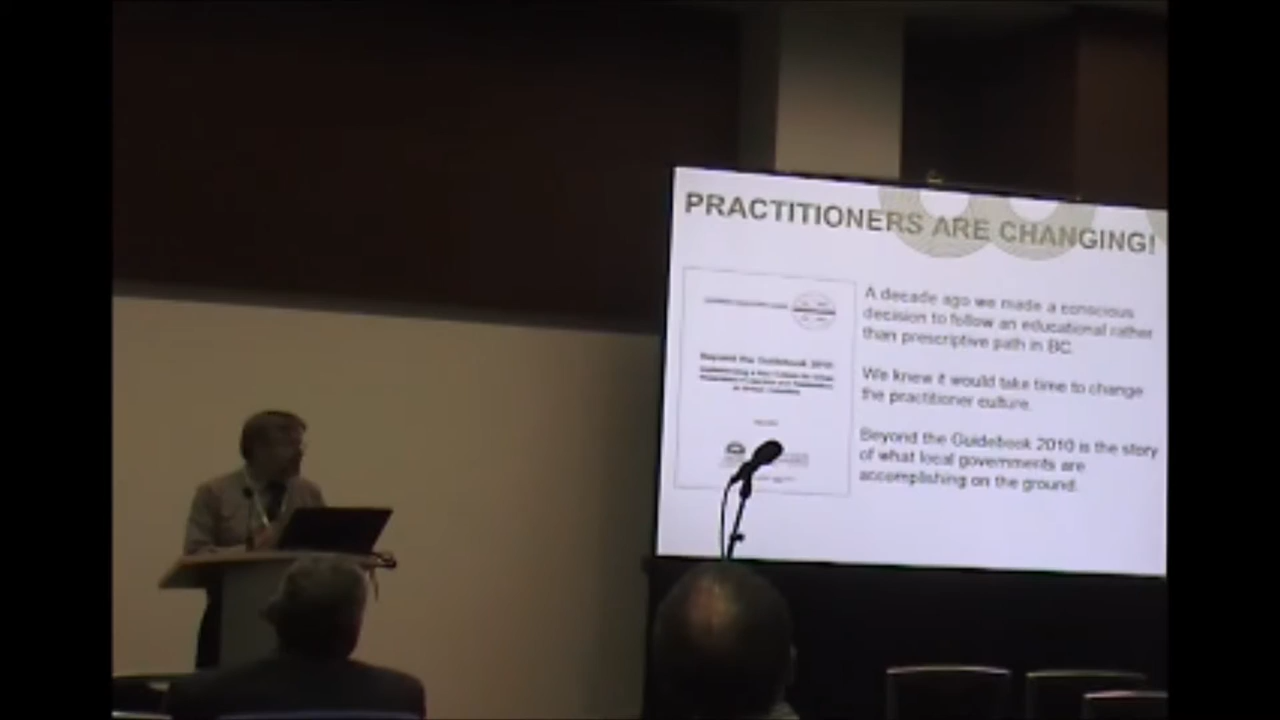 PRACTITIONERS ARE CHANGING!
A decade ago we made a conscious
decision to follow an educational rather
than prescriptive path in BC.
We knew it would take time to change
the practitioner culture.
Beyond the Guidebook 2010 is the story
of what local governments are
accomplishing on the ground.
Beyond the Guidebook 2010: